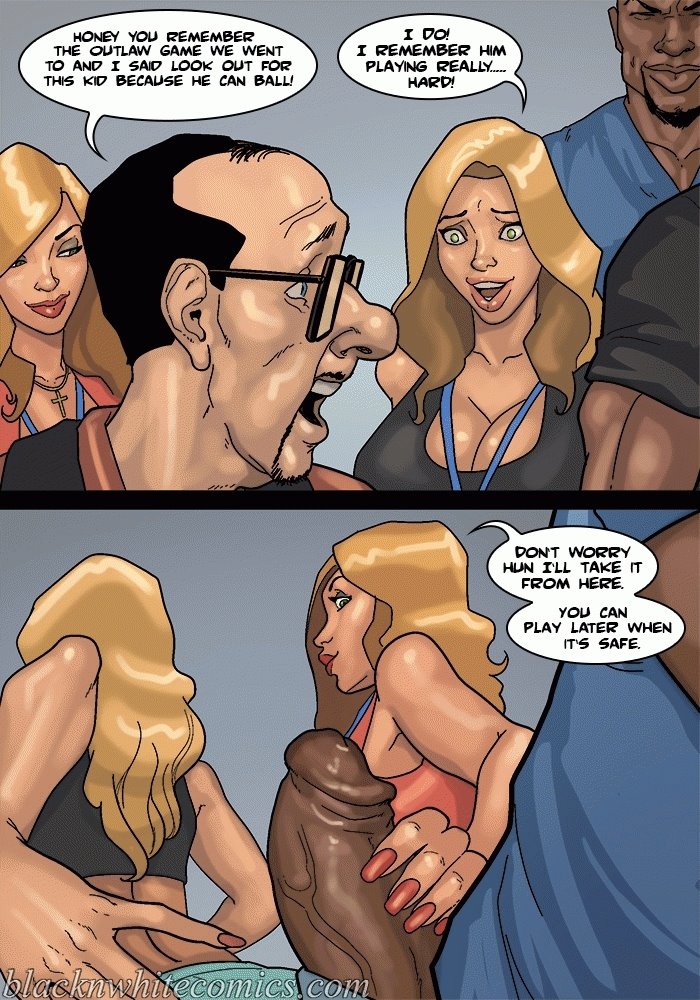 HONEY YOU REMEMBER
THE OUTLAW GAME WE WENT
TO AND I SAID LOOK OUT FOR
THIS KID BECAUSE HE CAN BALL!
I DO!
I REMEMBER HIM
PLAYING REALLY.....
HARD!
DON'T WORRY
HUN I'LL TAKE IT
FROM HERE.
YOU CAN
PLAY LATER WHEN
IT'S SAFE.
blacknwhitecomics.com